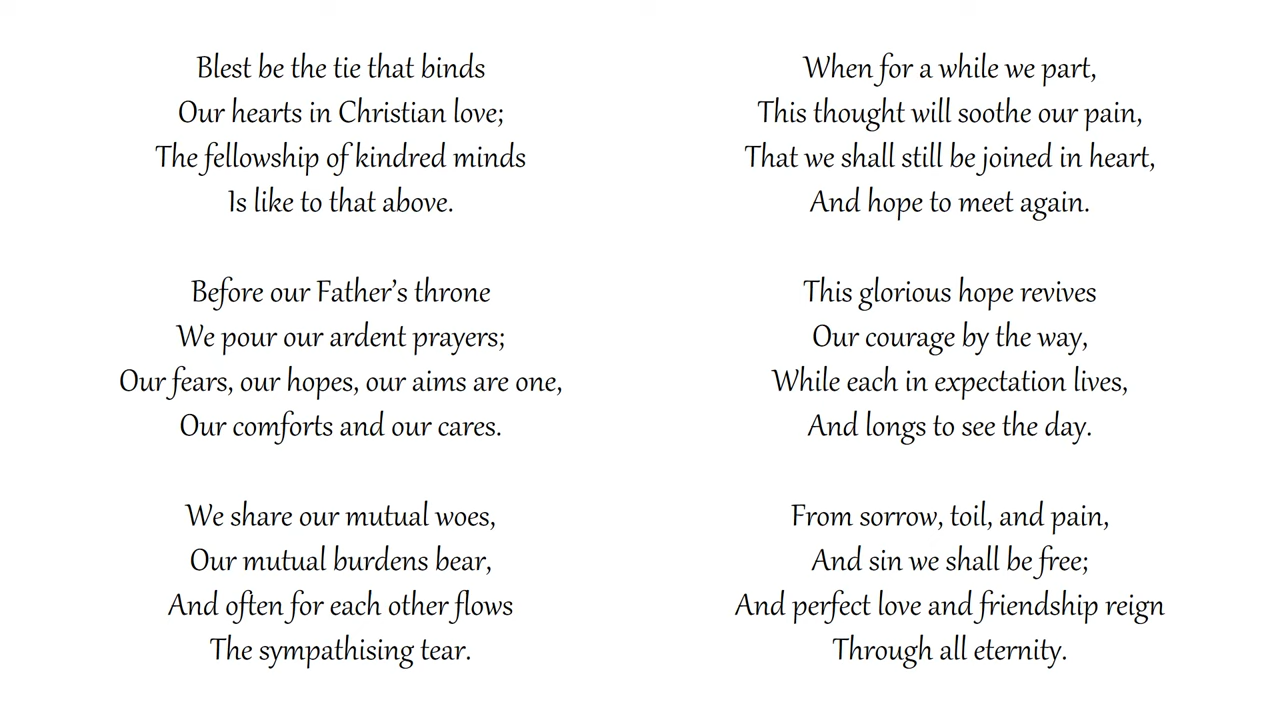 Blest be the tie that binds
Our hearts in Christian love;
The fellowship of kindred minds
Is like to that above.

Before our Father’s throne
We pour our ardent prayers;
Our fears, our hopes, our aims are one,
Our comforts and our cares.

We share our mutual woes,
Our mutual burdens bear,
And often for each other flows
The sympathising tear.

When for a while we part,
This thought will soothe our pain,
That we shall still be joined in heart,
And hope to meet again.

This glorious hope revives
Our courage by the way,
While each in expectation lives,
And longs to see the day.

From sorrow, toil, and pain,
And sin we shall be free;
And perfect love and friendship reign
Through all eternity.